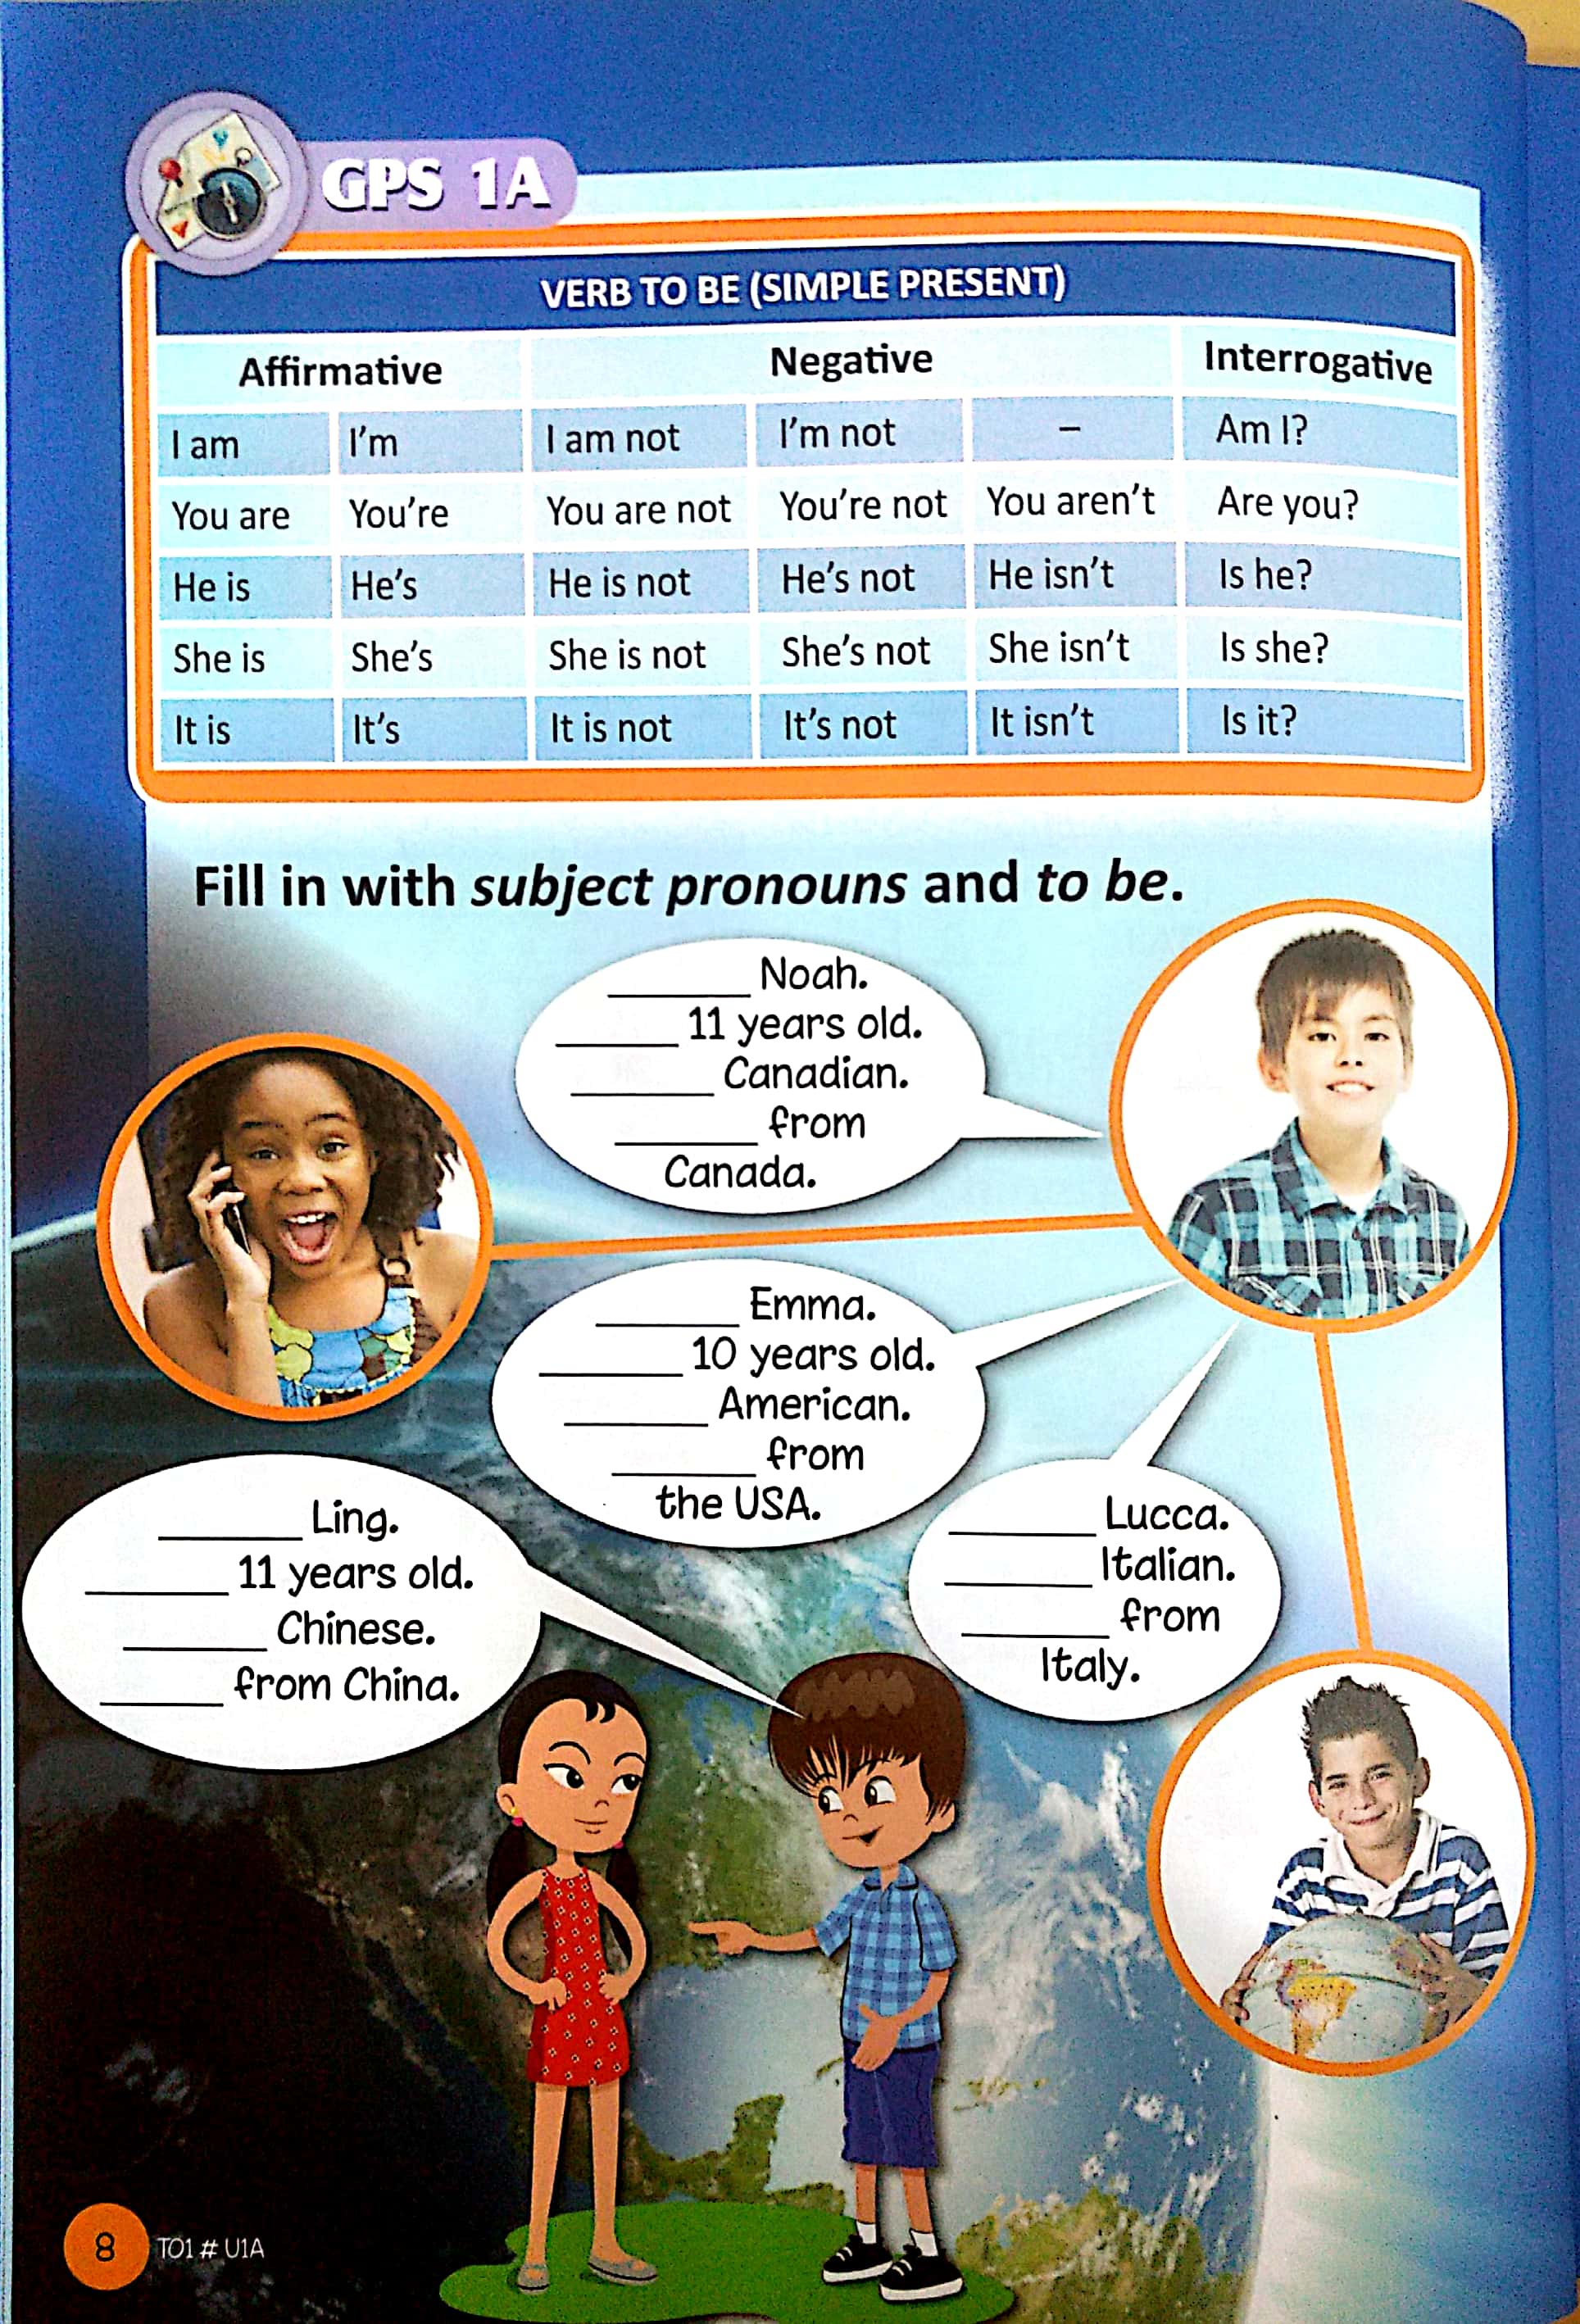 GPS 1A
VERB TO BE (SIMPLE PRESENT)
Affirmative Negative Interrogative
I am I'm I am not I'm not – Am I?
You are You're You are not You're not You aren't Are you?
He is He's He is not He's not He isn't Is he?
She is She's She is not She's not She isn't Is she?
It is It's It is not It's not It isn't Is it?
Fill in with subject pronouns and to be.
______ Noah.
______ 11 years old.
______ Canadian.
______ from
Canada.
______ Emma.
______ 10 years old.
______ American.
______ from
the USA.
______ Ling.
______ 11 years old.
______ Chinese.
______ from China.
______ Lucca.
______ Italian.
______ from
Italy.
8 TO1 # U1A